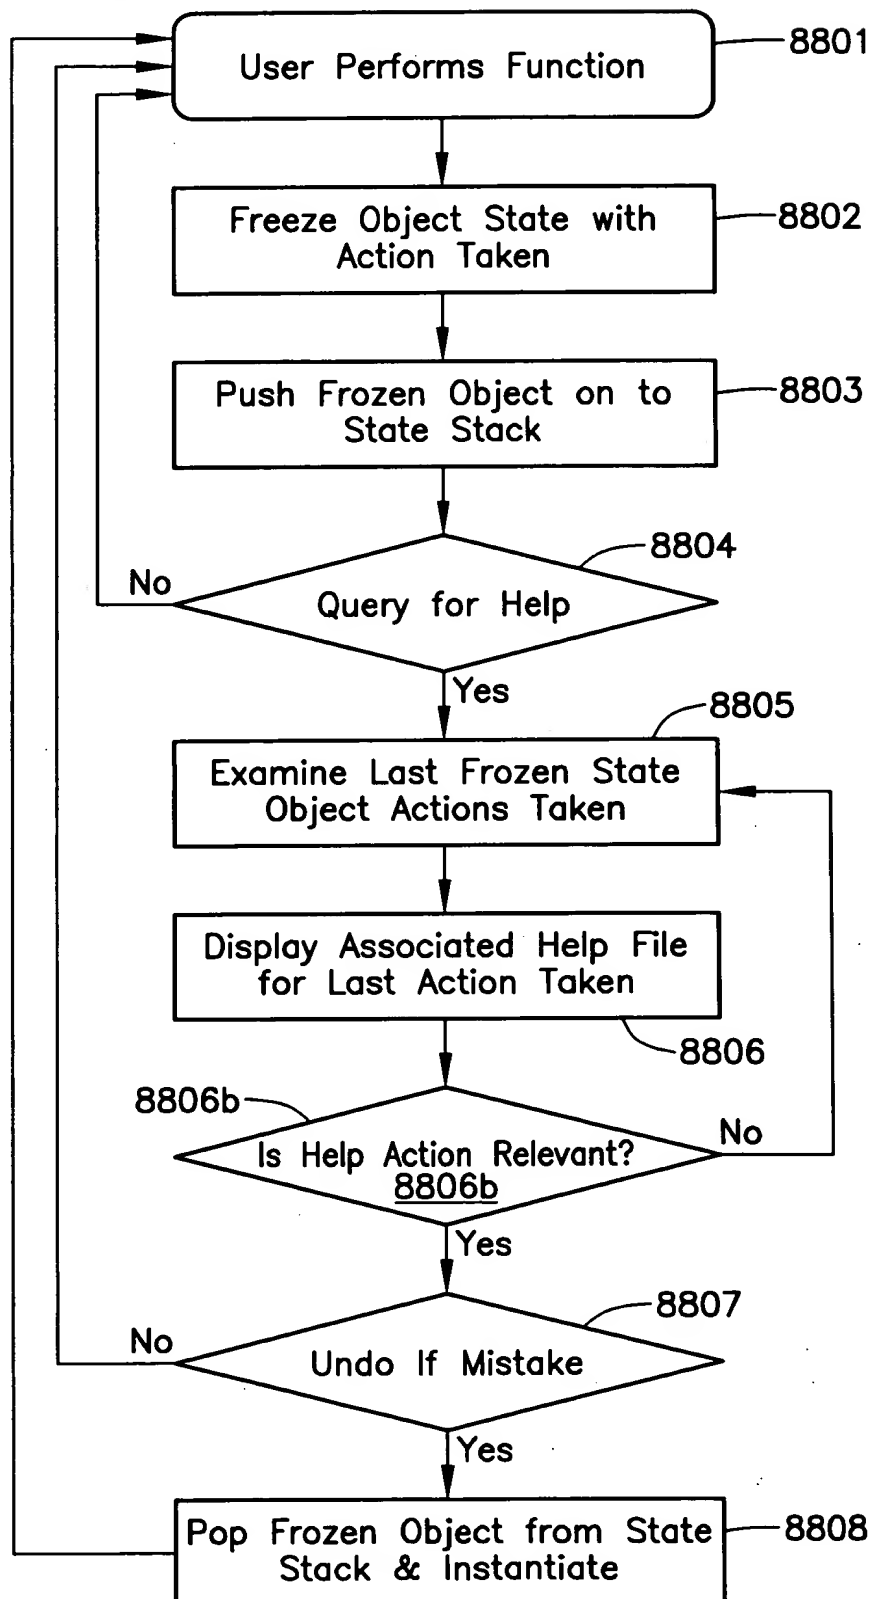 User Performs Function
8801
Freeze Object State with
Action Taken
8802
Push Frozen Object on to
State Stack
8803
8804
No
Query for Help
Yes
8805
Examine Last Frozen State
Object Actions Taken
Display Associated Help File
for Last Action Taken
8806
8806b
No
Is Help Action Relevant?
8806b
Yes
8807
No
Undo If Mistake
Yes
Pop Frozen Object from State
Stack & Instantiate
8808